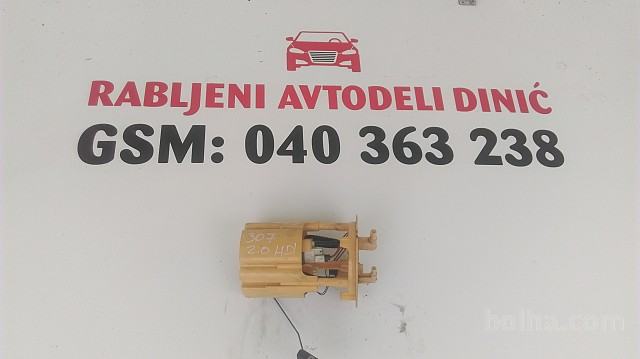 RABLJENI AVTODELI DINIĆ
GSM: 040 363 238
307
2.0 HDI
bolha.com